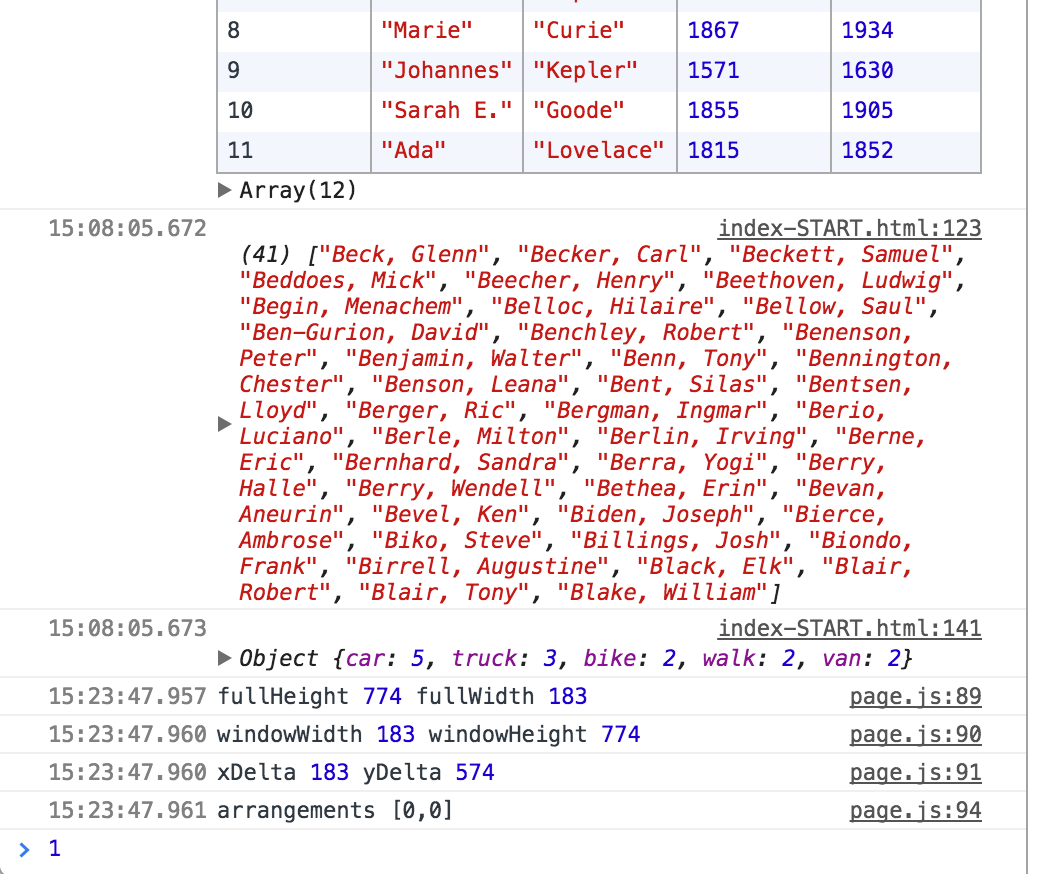 8 "Marie" "Curie" 1867 1934
9 "Johannes" "Kepler" 1571 1630
10 "Sarah E." "Goode" 1855 1905
11 "Ada" "Lovelace" 1815 1852
▶ Array(12)
15:08:05.672 index-START.html:123
(41) ["Beck, Glenn", "Becker, Carl", "Beckett, Samuel",
"Beddoes, Mick", "Beecher, Henry", "Beethoven, Ludwig",
"Begin, Menachem", "Belloc, Hilaire", "Bellow, Saul",
"Ben-Gurion, David", "Benchley, Robert", "Benenson,
Peter", "Benjamin, Walter", "Benn, Tony", "Bennington,
Chester", "Benson, Leana", "Bent, Silas", "Bentsen,
Lloyd", "Berger, Ric", "Bergman, Ingmar", "Berio,
Luciano", "Berle, Milton", "Berlin, Irving", "Berne,
Eric", "Bernhard, Sandra", "Berra, Yogi", "Berry,
Halle", "Berry, Wendell", "Bethea, Erin", "Bevan,
Aneurin", "Bevel, Ken", "Biden, Joseph", "Bierce,
Ambrose", "Biko, Steve", "Billings, Josh", "Biondo,
Frank", "Birrell, Augustine", "Black, Elk", "Blair,
Robert", "Blair, Tony", "Blake, William"]
15:08:05.673 index-START.html:141
▶ Object {car: 5, truck: 3, bike: 2, walk: 2, van: 2}
15:23:47.957 fullHeight 774 fullWidth 183 page.js:89
15:23:47.960 windowWidth 183 windowHeight 774 page.js:90
15:23:47.960 xDelta 183 yDelta 574 page.js:91
15:23:47.961 arrangements [0,0] page.js:94
> 1